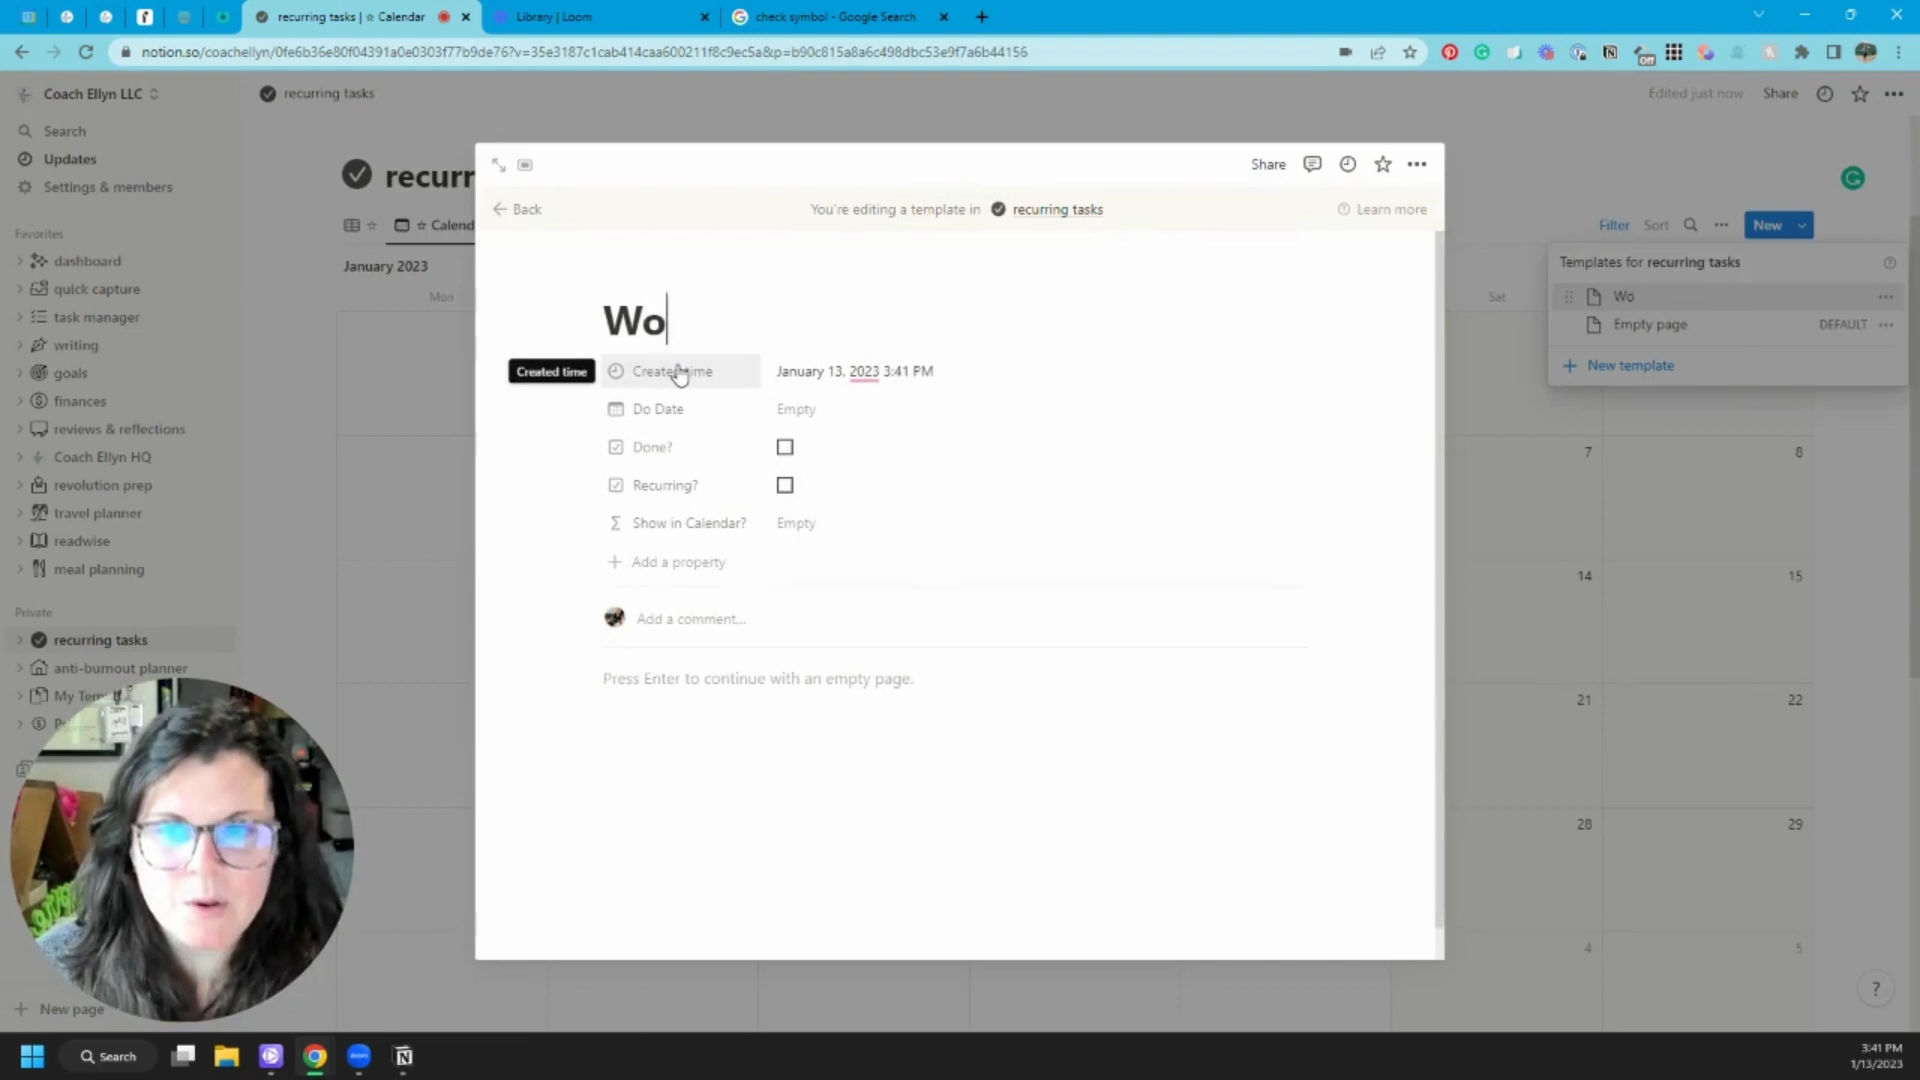 recurring tasks | ☆ Calendar
Library | Loom
check symbol - Google Search
notion.so/coachellyn/0fe6b36e80f04391a0e0303f77b9de76?v=35e3187c1cab414caa600211f8c9ec5a&p=b90c815a8a6c498dbc53e9f7a6b44156
Off
Coach Ellyn LLC
recurring tasks
Edited just now
Share
Search
Updates
Settings & members
Favorites
dashboard
quick capture
task manager
writing
goals
finances
reviews & reflections
Coach Ellyn HQ
revolution prep
travel planner
readwise
meal planning
Private
recurring tasks
anti-burnout planner
My Tem
New page
recurr
☆ Calend
January 2023
Mon
Share
Back
You're editing a template in recurring tasks
Learn more
Wo
Created time
Created time
January 13, 2023 3:41 PM
Do Date
Empty
Done?
Recurring?
Show in Calendar?
Empty
Add a property
Add a comment...
Press Enter to continue with an empty page.
Filter
Sort
New
Templates for recurring tasks
Wo
Empty page
DEFAULT
New template
Sat
7
8
14
15
21
22
28
29
4
5
?
Search
zoom
3:41 PM
1/13/2023